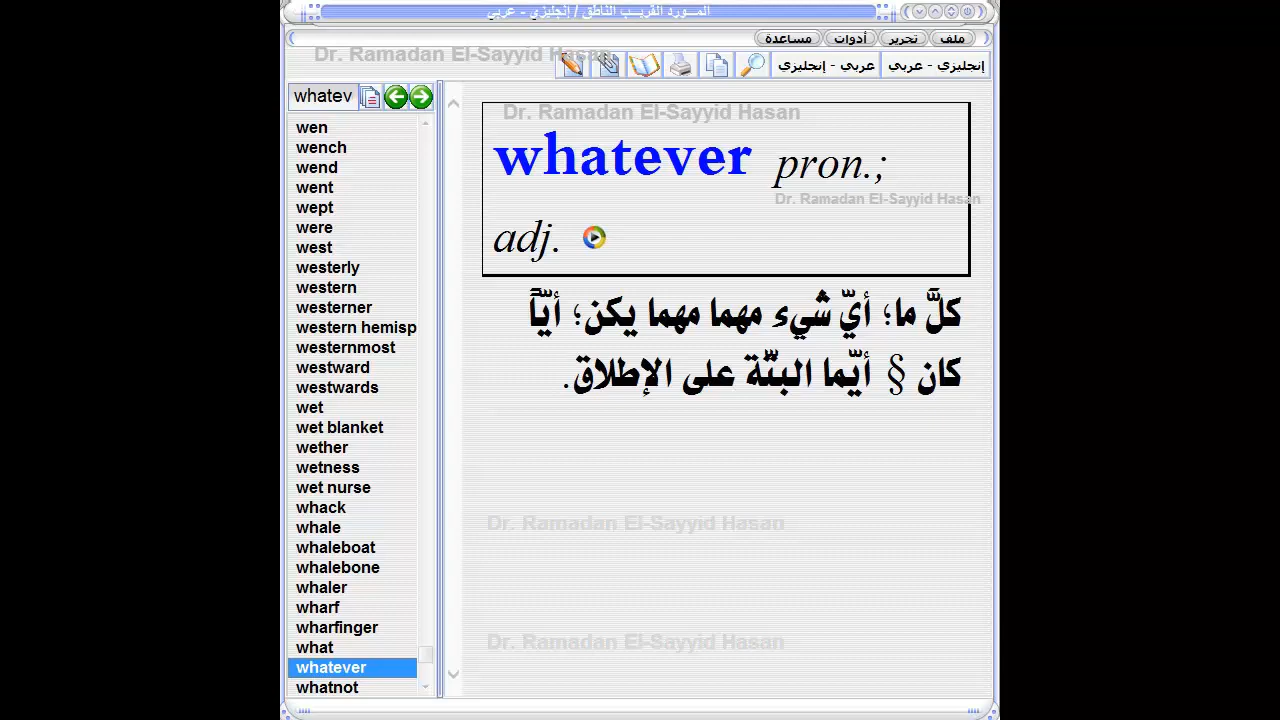 المـــورد القريـــب الناطق / إنجليزي - عربي
ملف تحرير أدوات مساعدة
Dr. Ramadan El-Sayyid Hasan
إنجليزي - عربي عربي - إنجليزي
whatev
wen
wench
wend
went
wept
were
west
westerly
western
westerner
western hemisp
westernmost
westward
westwards
wet
wet blanket
wether
wetness
wet nurse
whack
whale
whaleboat
whalebone
whaler
wharf
wharfinger
what
whatever
whatnot
Dr. Ramadan El-Sayyid Hasan
whatever pron.;
Dr. Ramadan El-Sayyid Hasan
adj.
كلَّ ما؛ أيّ شيء مهما مهما يكن؛ أيّاً
كان § أيّما البتّة على الإطلاق.
Dr. Ramadan El-Sayyid Hasan
Dr. Ramadan El-Sayyid Hasan